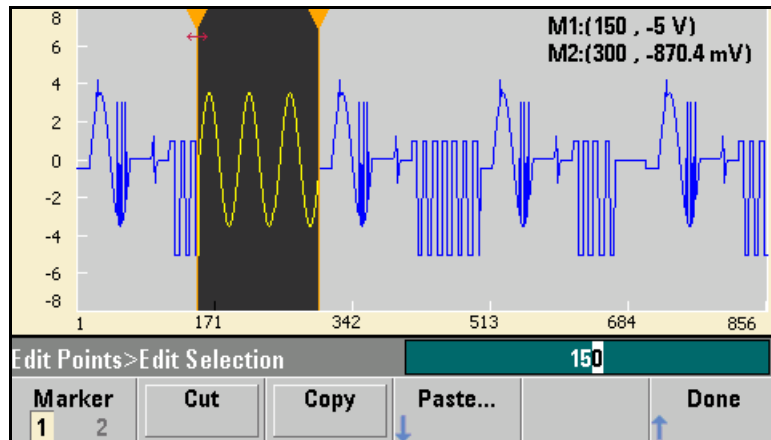 8
M1:(150 , -5 V)
6
M2:(300 , -870.4 mV)
4
2
0
-2
-4
-6
-8
1 171 342 513 684 856
Edit Points>Edit Selection 150
Marker Cut Copy Paste... Done
1 2